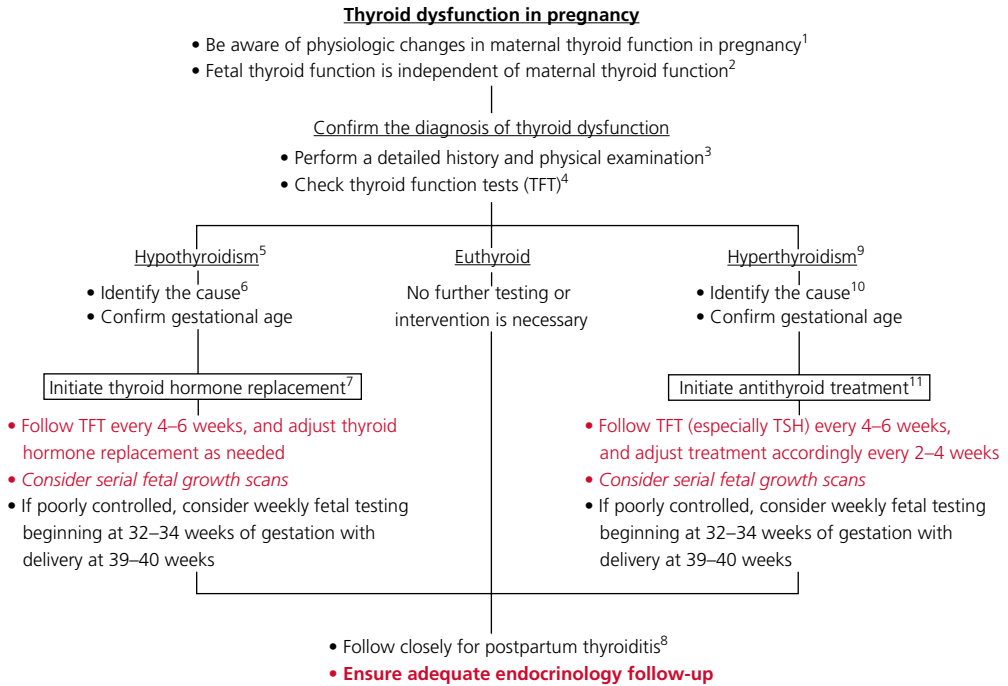 Thyroid dysfunction in pregnancy
• Be aware of physiologic changes in maternal thyroid function in pregnancy1
• Fetal thyroid function is independent of maternal thyroid function2
Confirm the diagnosis of thyroid dysfunction
• Perform a detailed history and physical examination3
• Check thyroid function tests (TFT)4
Hypothyroidism5
• Identify the cause6
• Confirm gestational age
Initiate thyroid hormone replacement7
• Follow TFT every 4–6 weeks, and adjust thyroid
hormone replacement as needed
• Consider serial fetal growth scans
• If poorly controlled, consider weekly fetal testing
beginning at 32–34 weeks of gestation with
delivery at 39–40 weeks
Euthyroid
No further testing or
intervention is necessary
Hyperthyroidism9
• Identify the cause10
• Confirm gestational age
Initiate antithyroid treatment11
• Follow TFT (especially TSH) every 4–6 weeks,
and adjust treatment accordingly every 2–4 weeks
• Consider serial fetal growth scans
• If poorly controlled, consider weekly fetal testing
beginning at 32–34 weeks of gestation with
delivery at 39–40 weeks
• Follow closely for postpartum thyroiditis8
• Ensure adequate endocrinology follow-up